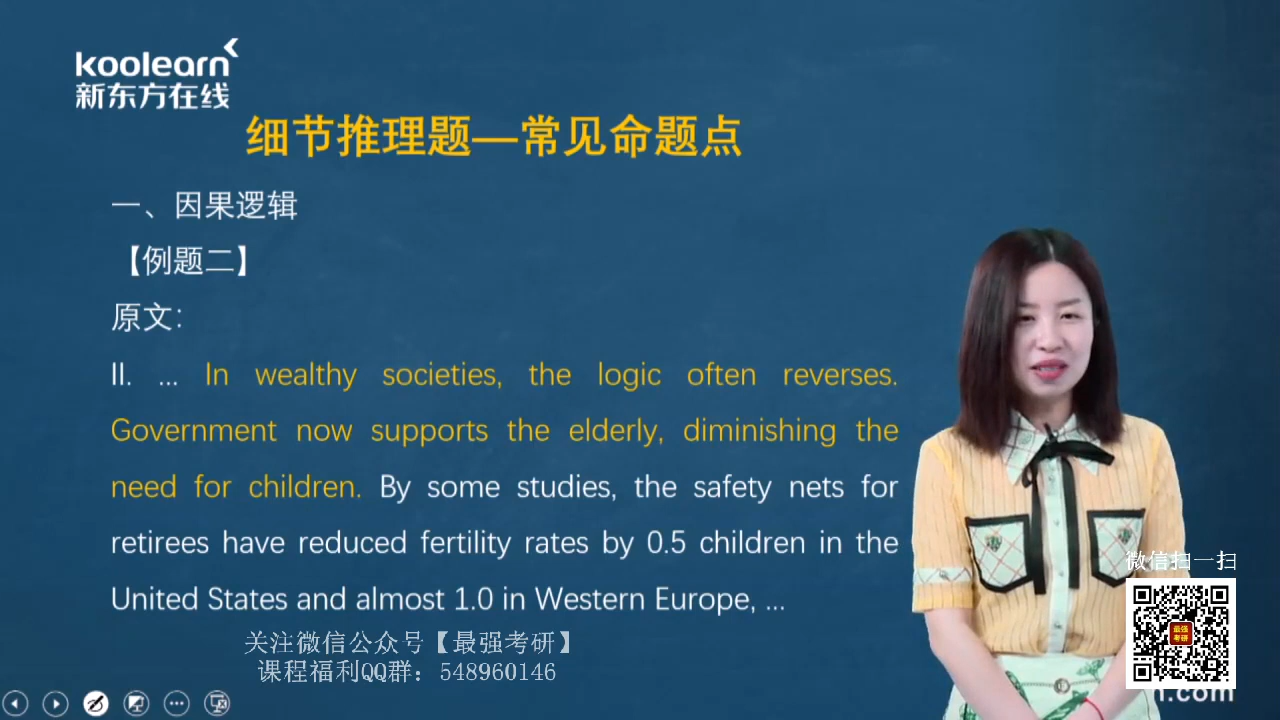 koolearn
新东方在线
细节推理题—常见命题点
一、因果逻辑
【例题二】
原文：
II. ... In wealthy societies, the logic often reverses.
Government now supports the elderly, diminishing the
need for children. By some studies, the safety nets for
retirees have reduced fertility rates by 0.5 children in the
United States and almost 1.0 in Western Europe, ...
微信扫一扫
最强
考研
关注微信公众号【最强考研】
课程福利QQ群：548960146
n.com